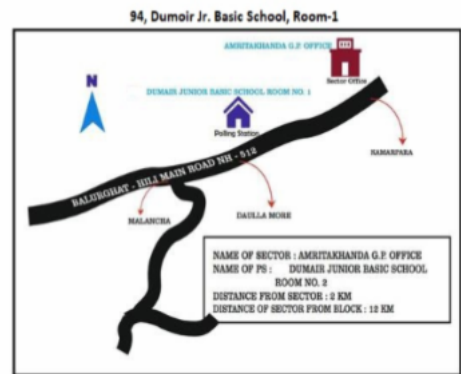 94, Dumoir Jr. Basic School, Room-1
AMRITAKHANDA G.P. OFFICE
Sector Office
N
DUMAIR JUNIOR BASIC SCHOOL ROOM NO. 1
Polling Station
KAMARPARA
BALURGHAT - HILI MAIN ROAD NH - 512
MALANCHA
DAULLA MORE
NAME OF SECTOR : AMRITAKHANDA G.P. OFFICE
NAME OF PS : DUMAIR JUNIOR BASIC SCHOOL
ROOM NO. 2
DISTANCE FROM SECTOR : 2 KM
DISTANCE OF SECTOR FROM BLOCK : 12 KM